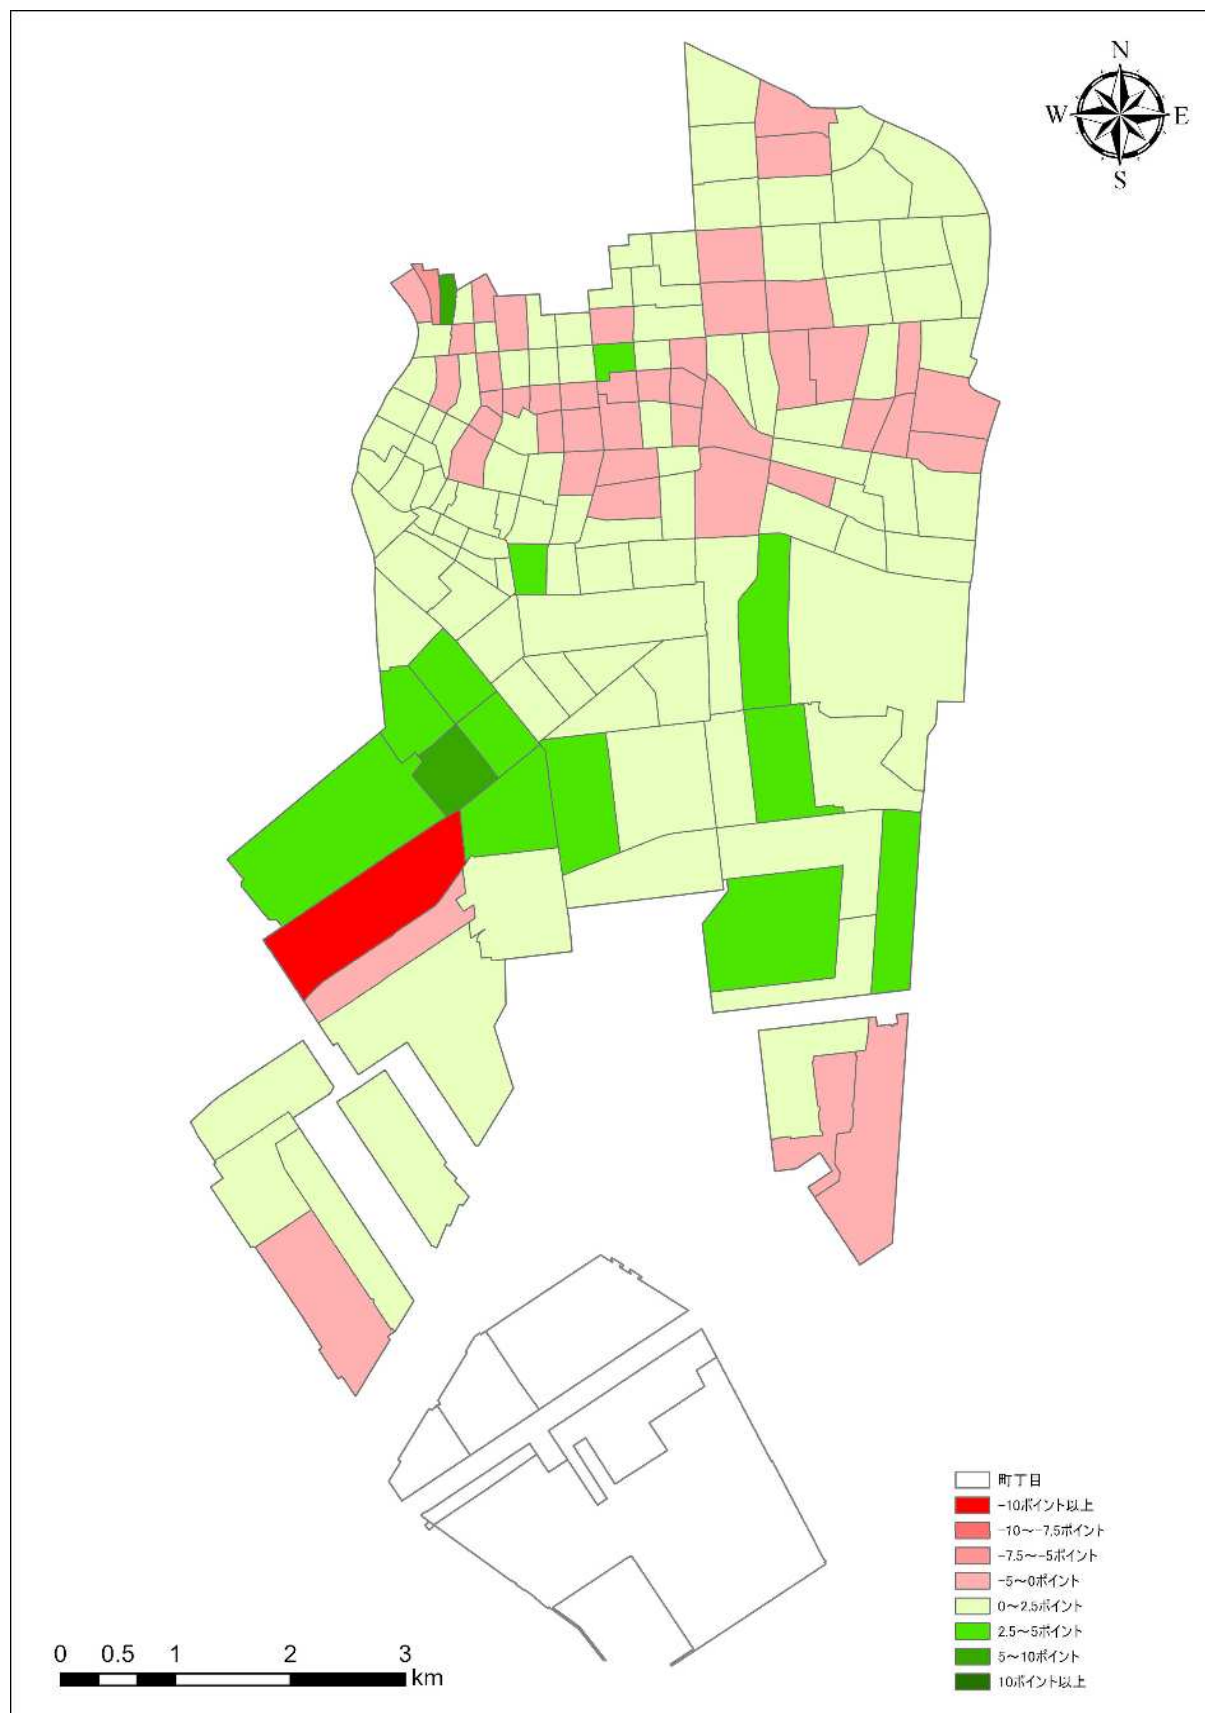 N
W E
S
町丁目
-10ポイント以上
-10～-7.5ポイント
-7.5～-5ポイント
-5～0ポイント
0～2.5ポイント
2.5～5ポイント
5～10ポイント
10ポイント以上
0 0.5 1 2 3
km